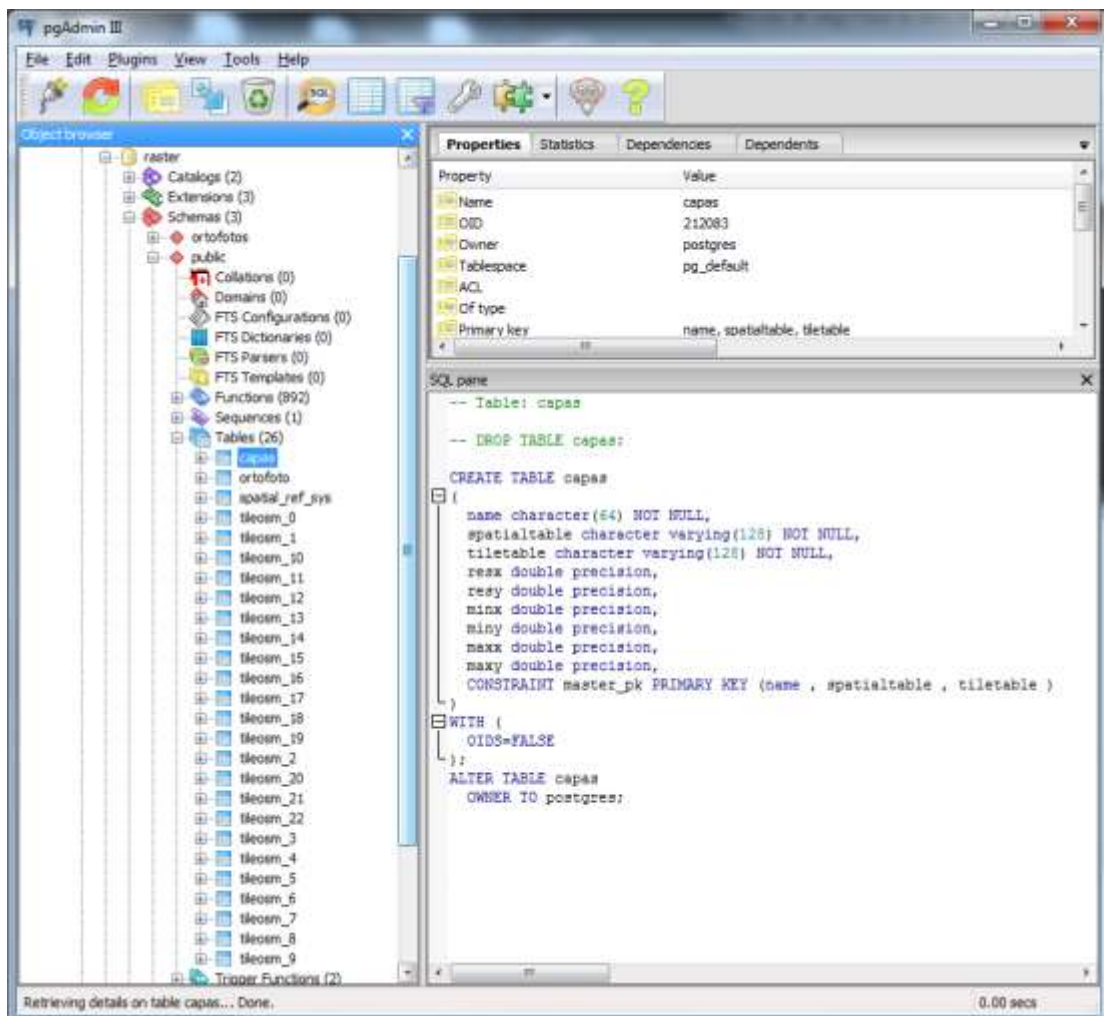 pgAdmin III
File Edit Plugins View Tools Help
SQL
Object browser
raster
Catalogs (2)
Extensions (3)
Schemas (3)
ortofotos
public
Collations (0)
Domains (0)
FTS Configurations (0)
FTS Dictionaries (0)
FTS Parsers (0)
FTS Templates (0)
Functions (892)
Sequences (1)
Tables (26)
capas
ortofoto
spatial_ref_sys
tileosm_0
tileosm_1
tileosm_10
tileosm_11
tileosm_12
tileosm_13
tileosm_14
tileosm_15
tileosm_16
tileosm_17
tileosm_18
tileosm_19
tileosm_2
tileosm_20
tileosm_21
tileosm_22
tileosm_3
tileosm_4
tileosm_5
tileosm_6
tileosm_7
tileosm_8
tileosm_9
Trigger Functions (2)
Properties Statistics Dependencies Dependents
Property Value
Name capas
OID 212083
Owner postgres
Tablespace pg_default
ACL
Of type
Primary key name, spatialtable, tiletable
SQL pane
-- Table: capas
-- DROP TABLE capas;
CREATE TABLE capas
(
name character(64) NOT NULL,
spatialtable character varying(128) NOT NULL,
tiletable character varying(128) NOT NULL,
resx double precision,
resy double precision,
minx double precision,
miny double precision,
maxx double precision,
maxy double precision,
CONSTRAINT master_pk PRIMARY KEY (name , spatialtable , tiletable )
)
WITH (
OIDS=FALSE
);
ALTER TABLE capas
OWNER TO postgres;
Retrieving details on table capas... Done. 0.00 secs